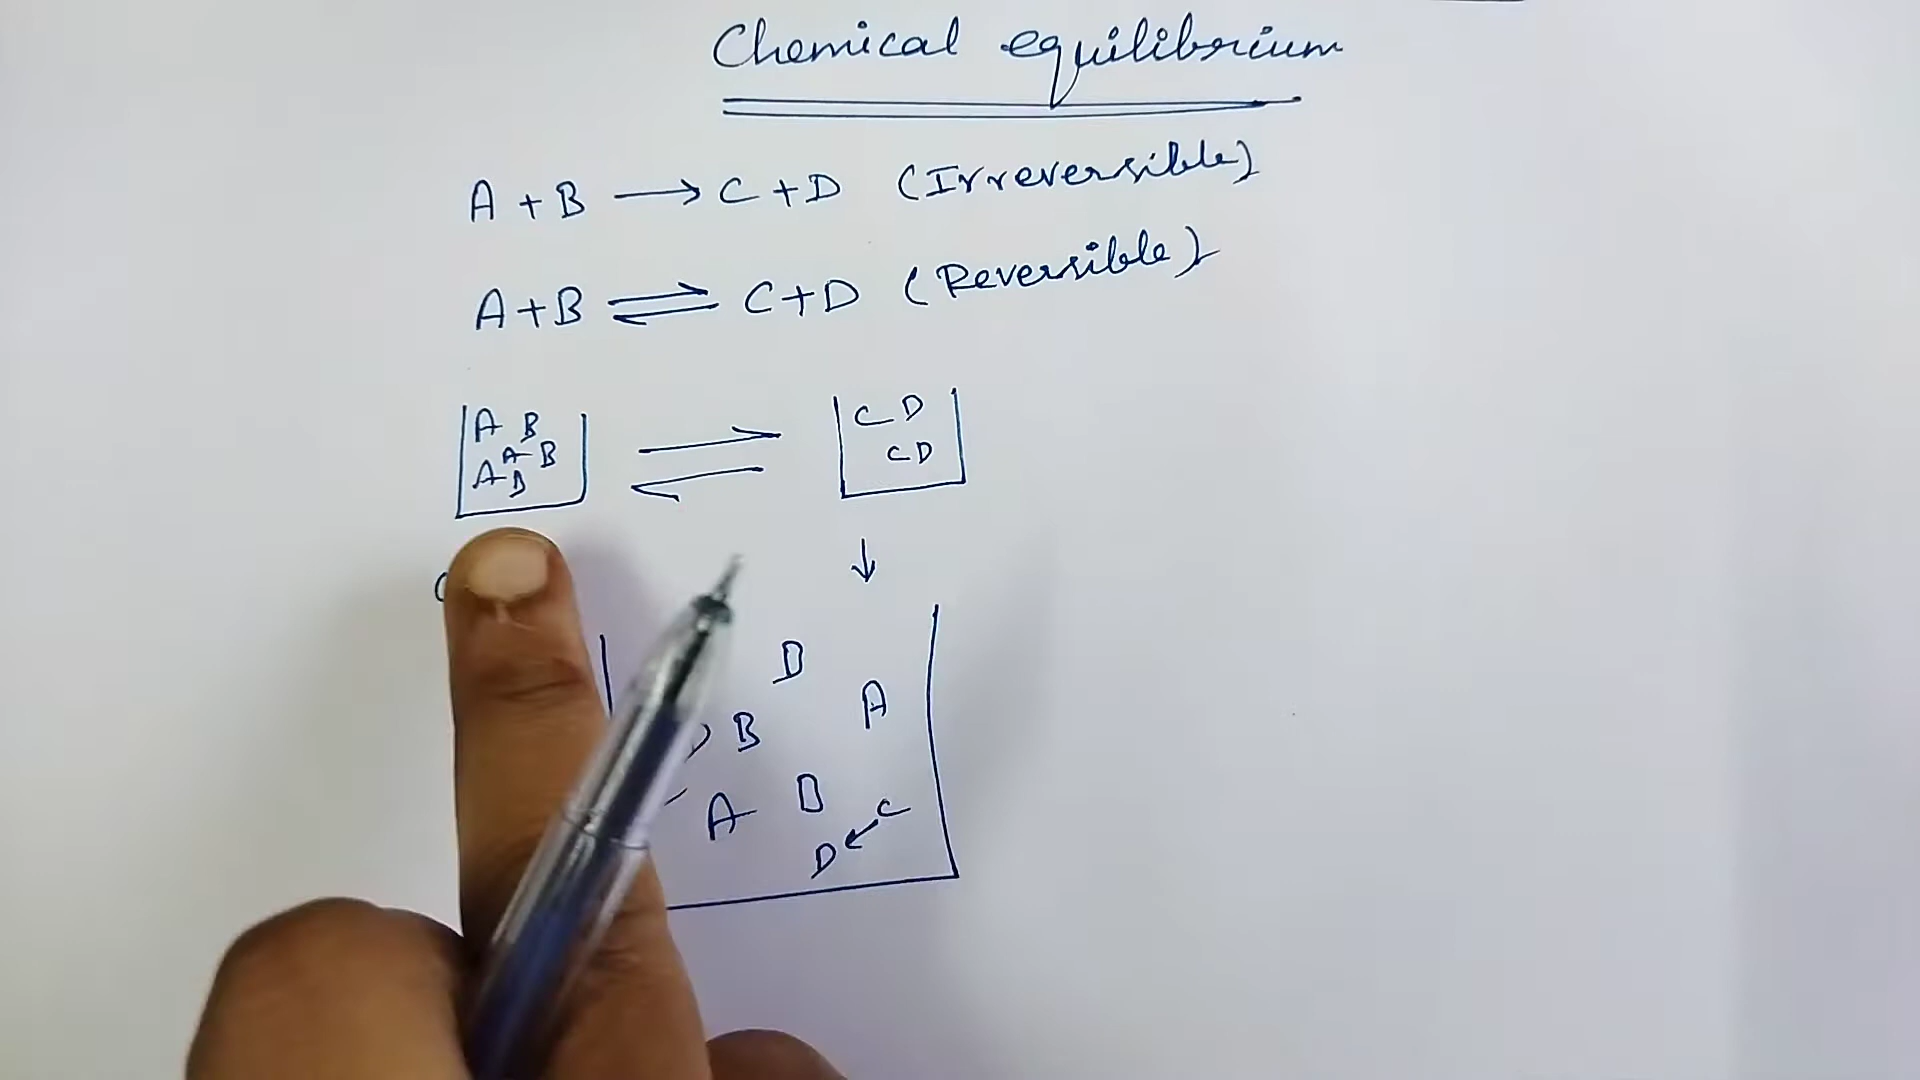 Chemical equilibrium
A + B ⟶ C + D (Irreversible)
A + B ⇌ C + D (Reversible)
A B
A B
A B
⇌
C D
C D
↓
D
A
B
A
D
C
D